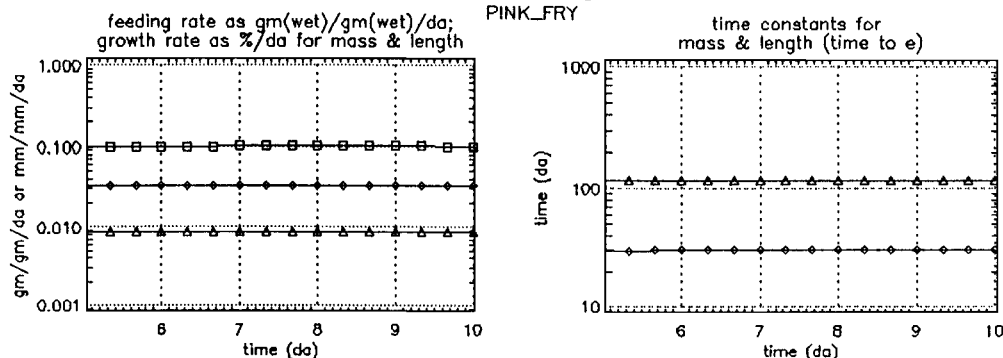 PINK_FRY
feeding rate as gm(wet)/gm(wet)/da;
growth rate as %/da for mass & length
gm/gm/da or mm/mm/da
1.000
0.100
0.010
0.001
6 7 8 9 10
time (da)
time constants for
mass & length (time to e)
time (da)
1000
100
10
6 7 8 9 10
time (da)